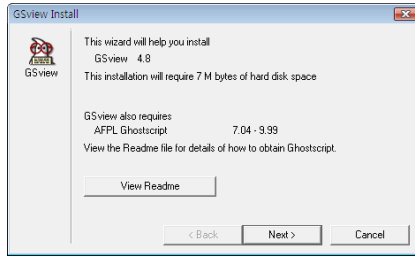 GSview Install
This wizard will help you install
GSview 4.8
GSview
This installation will require 7 M bytes of hard disk space
GSview also requires
AFPL Ghostscript 7.04 - 9.99
View the Readme file for details of how to obtain Ghostscript.
View Readme
< Back Next > Cancel